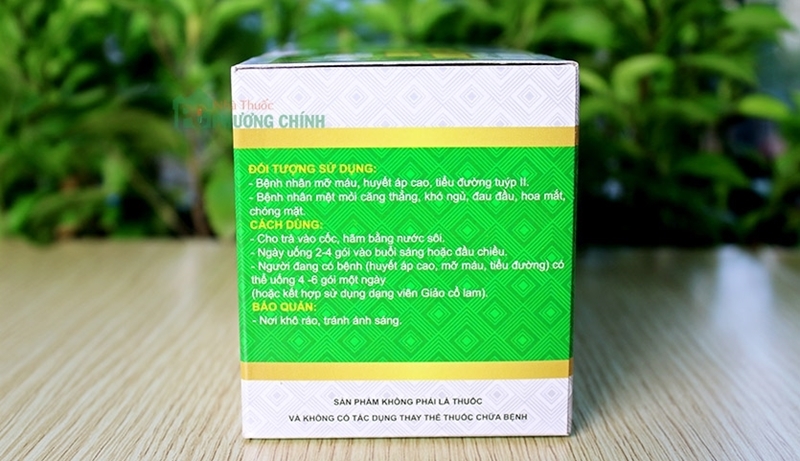 Nhà Thuốc
PHƯƠNG CHÍNH
ĐỐI TƯỢNG SỬ DỤNG:
- Bệnh nhân mỡ máu, huyết áp cao, tiểu đường tuýp II.
- Bệnh nhân mệt mỏi căng thẳng, khó ngủ, đau đầu, hoa mắt,
chóng mặt.
CÁCH DÙNG:
- Cho trà vào cốc, hãm bằng nước sôi.
- Ngày uống 2-4 gói vào buổi sáng hoặc đầu chiều.
- Người đang có bệnh (huyết áp cao, mỡ máu, tiểu đường) có
thể uống 4 -6 gói một ngày
(hoặc kết hợp sử dụng dạng viên Giảo cổ lam).
BẢO QUẢN:
- Nơi khô ráo, tránh ánh sáng.
SẢN PHẨM KHÔNG PHẢI LÀ THUỐC
VÀ KHÔNG CÓ TÁC DỤNG THAY THẾ THUỐC CHỮA BỆNH